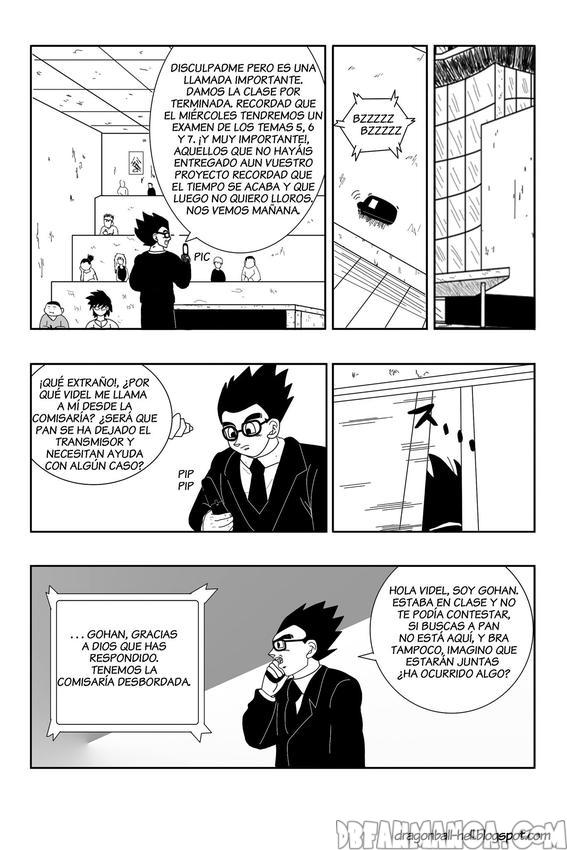 DISCULPADME PERO ES UNA
LLAMADA IMPORTANTE.
DAMOS LA CLASE POR
TERMINADA. RECORDAD QUE
EL MIÉRCOLES TENDREMOS UN
EXAMEN DE LOS TEMAS 5, 6
Y 7. ¡Y MUY IMPORTANTE!,
AQUELLOS QUE NO HAYÁIS
ENTREGADO AUN VUESTRO
PROYECTO RECORDAD QUE
EL TIEMPO SE ACABA Y QUE
LUEGO NO QUIERO LLOROS.
NOS VEMOS MAÑANA.
PIC
BZZZZZ
BZZZZZ
¡QUÉ EXTRAÑO!, ¿POR
QUÉ VIDEL ME LLAMA
A MÍ DESDE LA
COMISARÍA? ¿SERÁ QUE
PAN SE HA DEJADO EL
TRANSMISOR Y
NECESITAN AYUDA
CON ALGÚN CASO?
PIP
PIP
ズッ
. . . GOHAN, GRACIAS
A DIOS QUE HAS
RESPONDIDO.
TENEMOS LA
COMISARÍA DESBORDADA.
HOLA VIDEL, SOY GOHAN.
ESTABA EN CLASE Y NO
TE PODÍA CONTESTAR,
SI BUSCAS A PAN
NO ESTÁ AQUÍ, Y BRA
TAMPOCO, IMAGINO QUE
ESTARÁN JUNTAS
¿HA OCURRIDO ALGO?
dragonball-hell.blogspot.com
DBFANMANGA.COM